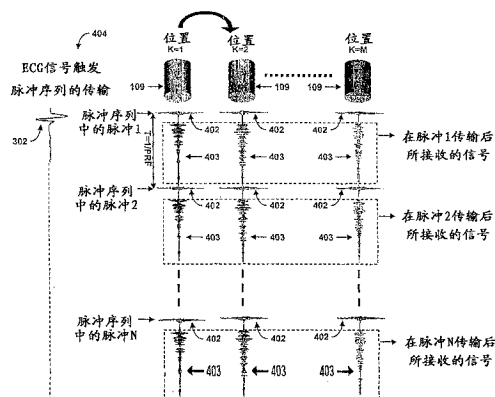 404
ECG信号触发
脉冲序列的传输
302
位置
K=1
位置
K=2
位置
K=M
109
109
109
脉冲序列
中的脉冲1
T=1/PRF
402
402
402
403
403
403
在脉冲1传输后
所接收的信号
脉冲序列
中的脉冲2
402
402
402
403
403
403
在脉冲2传输后
所接收的信号
脉冲序列
中的脉冲N
402
402
402
403
403
403
在脉冲N传输后
所接收的信号